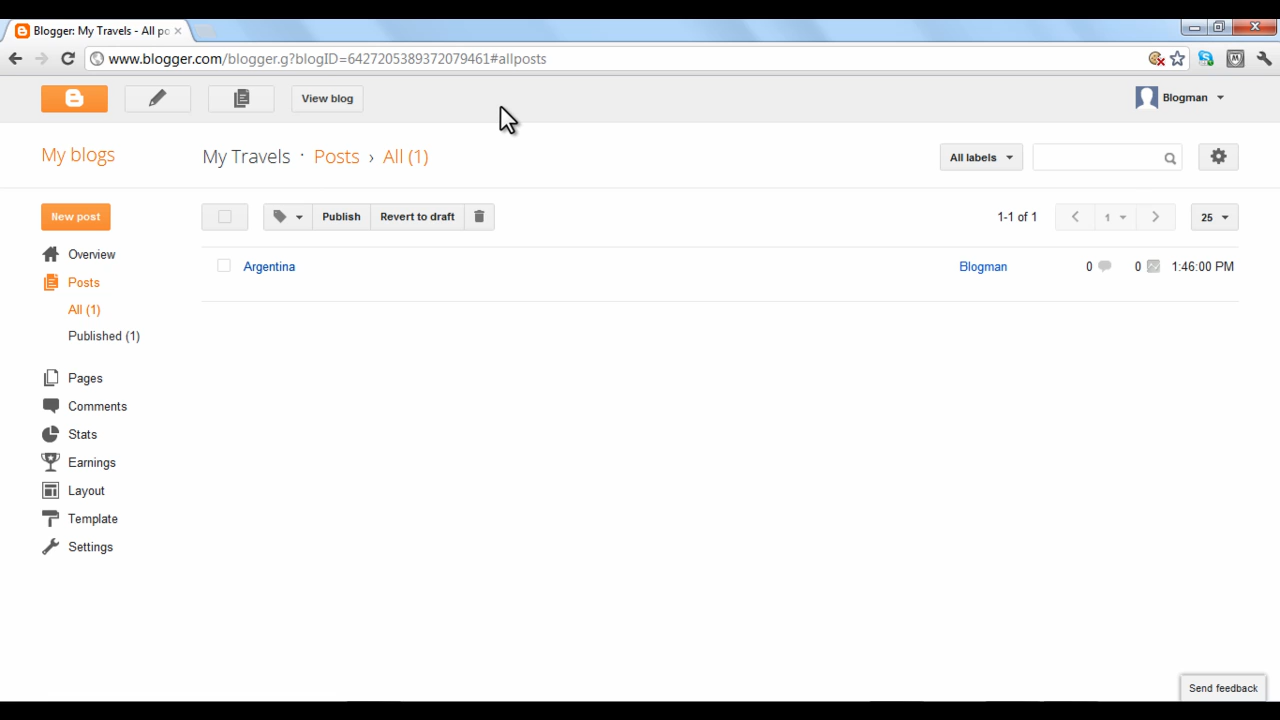 Blogger: My Travels - All po
www.blogger.com/blogger.g?blogID=6427205389372079461#allposts
View blog
Blogman
My blogs
My Travels · Posts › All (1)
All labels
New post
Publish
Revert to draft
1-1 of 1
1
25
Overview
Argentina
Blogman
0
0
1:46:00 PM
Posts
All (1)
Published (1)
Pages
Comments
Stats
Earnings
Layout
Template
Settings
Send feedback